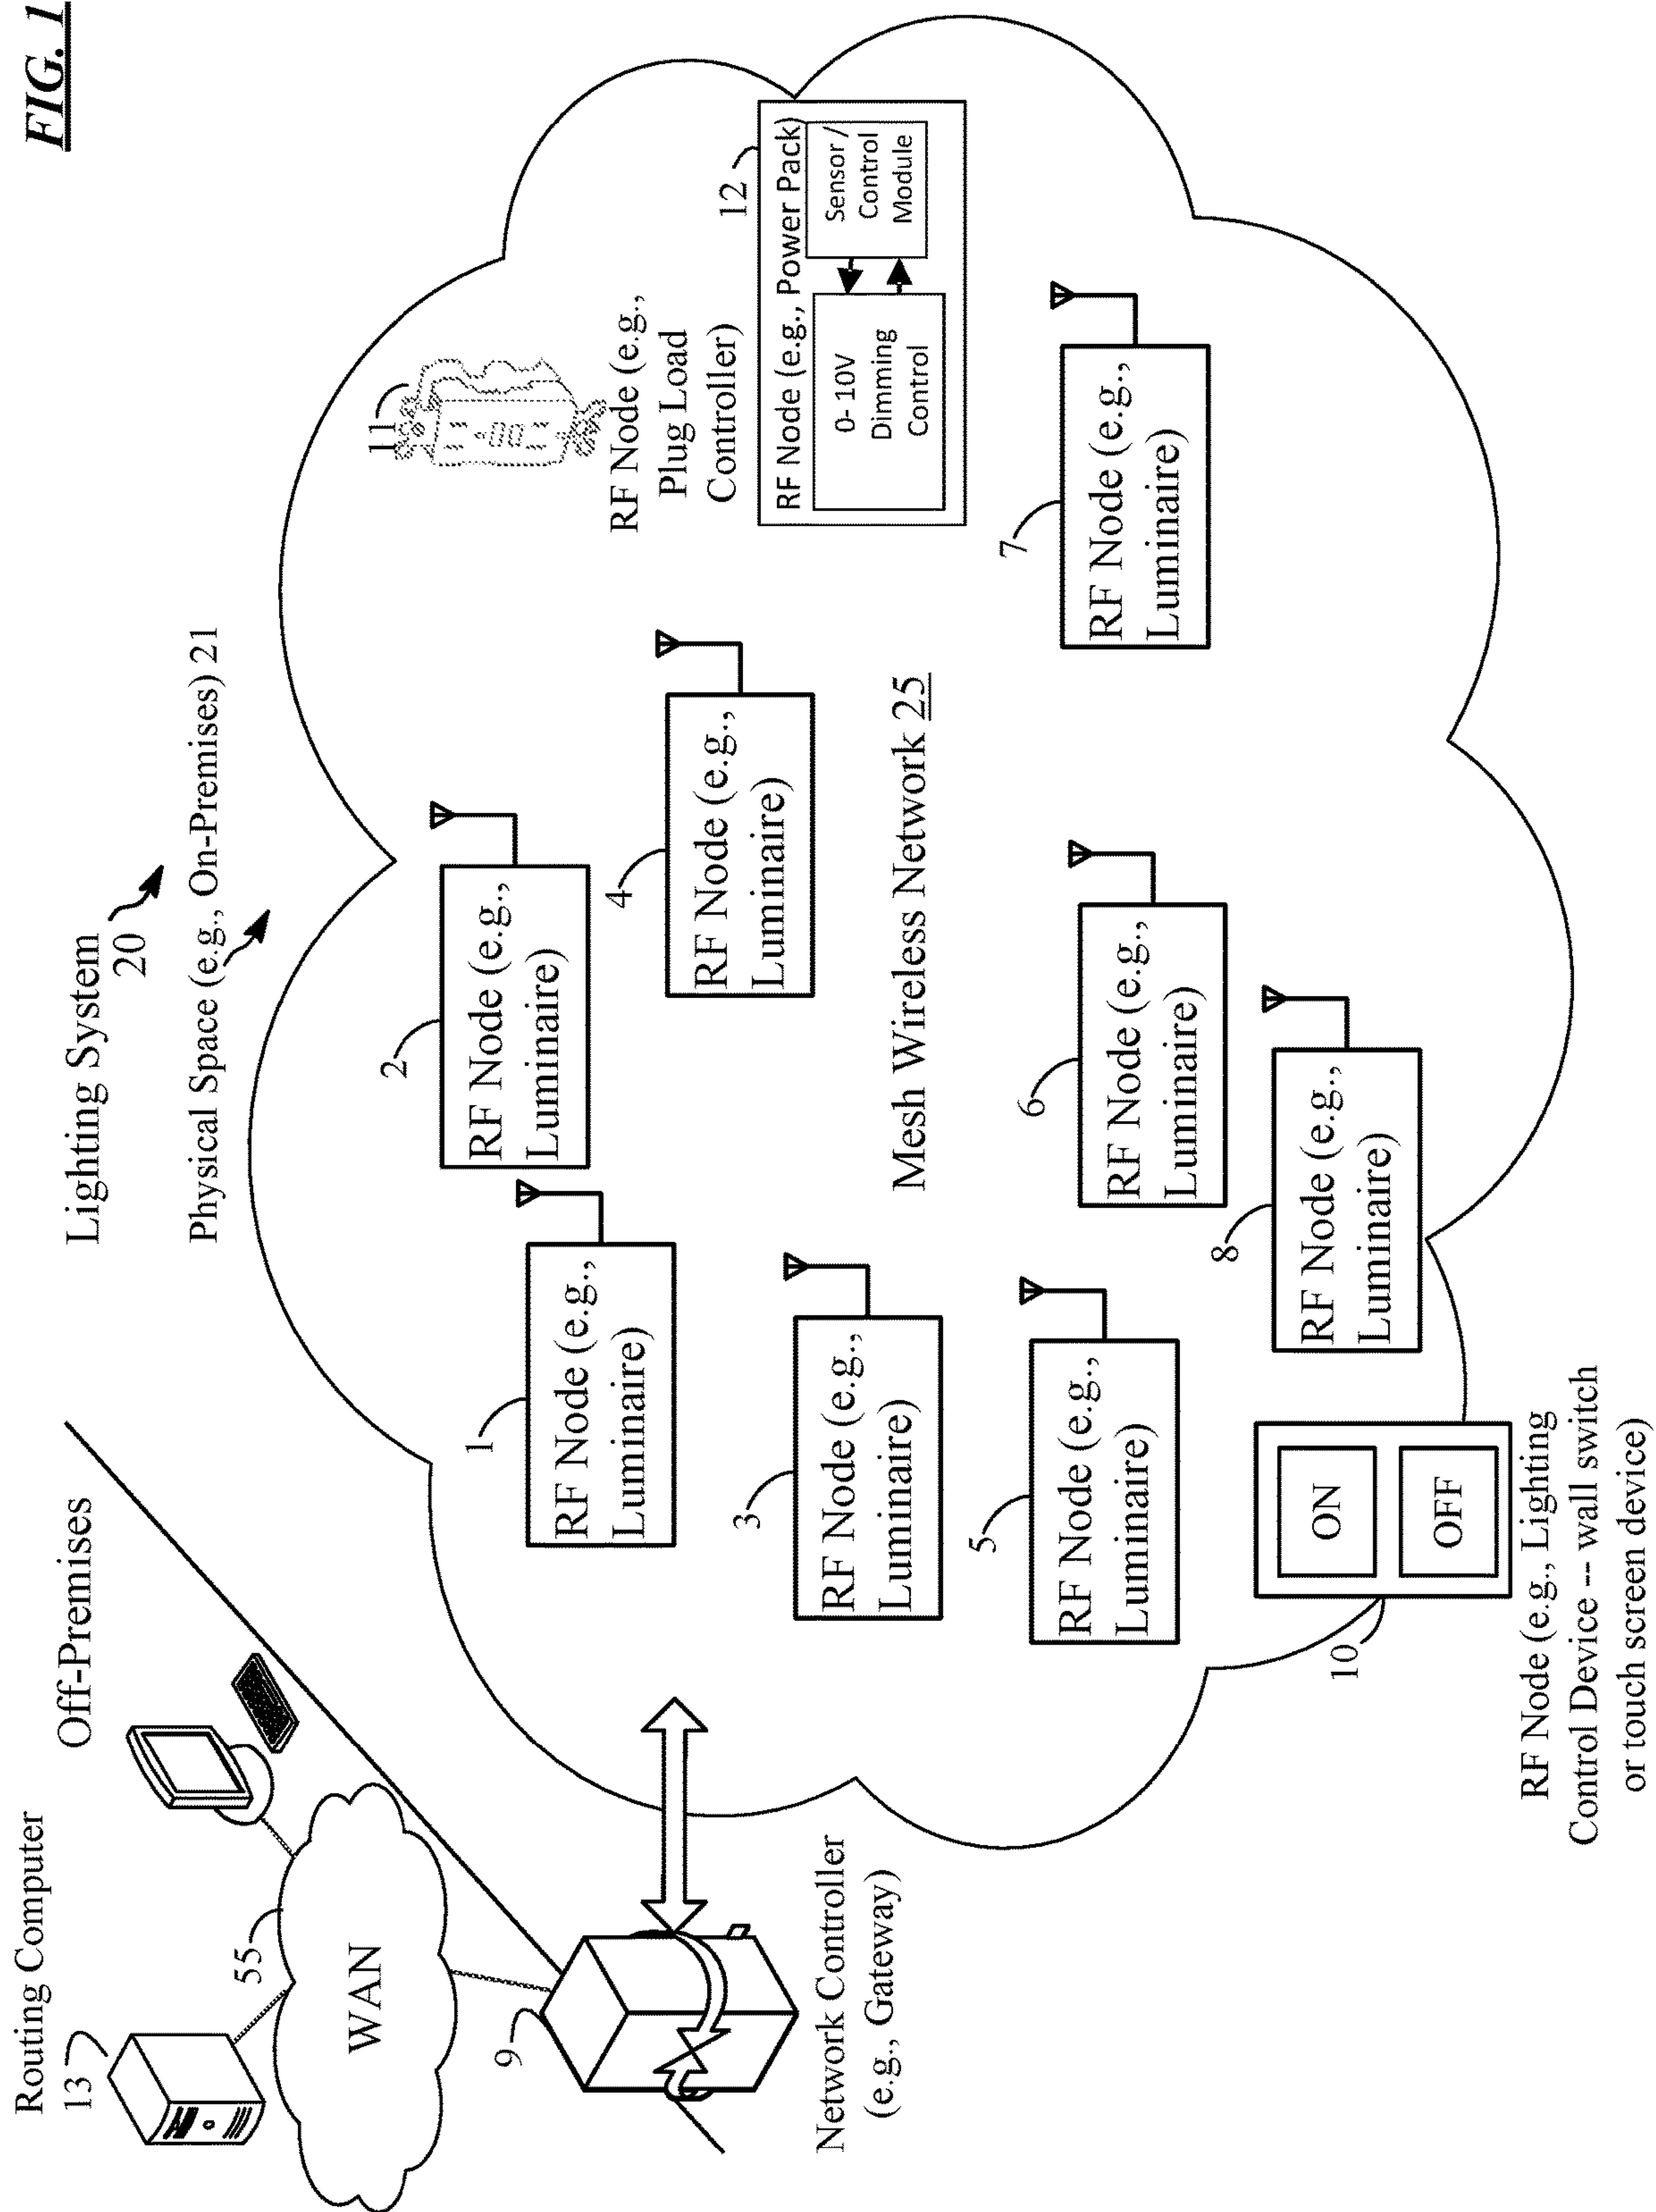 FIG. 1
Lighting System
20
Physical Space (e.g., On-Premises) 21
Off-Premises
Routing Computer
13
55
WAN
9
Network Controller
(e.g., Gateway)
1
RF Node (e.g.,
Luminaire)
2
RF Node (e.g.,
Luminaire)
3
RF Node (e.g.,
Luminaire)
4
RF Node (e.g.,
Luminaire)
Mesh Wireless Network 25
5
RF Node (e.g.,
Luminaire)
6
RF Node (e.g.,
Luminaire)
7
RF Node (e.g.,
Luminaire)
8
RF Node (e.g.,
Luminaire)
11
RF Node (e.g.,
Plug Load
Controller)
12
RF Node (e.g., Power Pack)
0- 10V
Dimming
Control
Sensor /
Control
Module
10
ON
OFF
RF Node (e.g., Lighting
Control Device -- wall switch
or touch screen device)